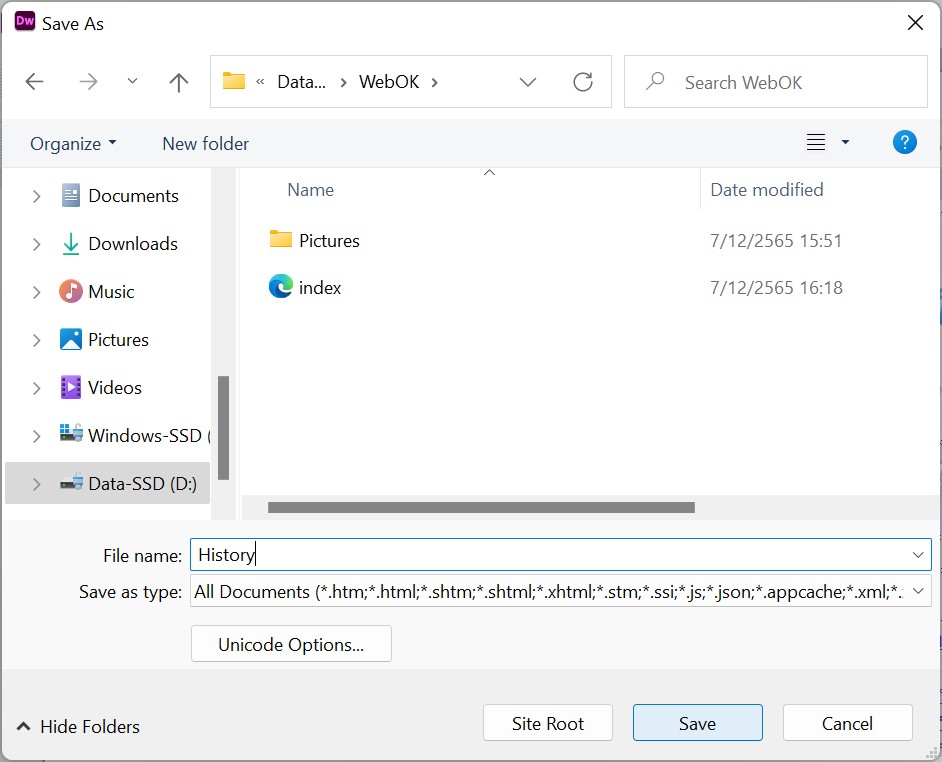 Dw Save As
« Data... › WebOK ›
Search WebOK
Organize
New folder
?
Documents
Downloads
Music
Pictures
Videos
Windows-SSD (
Data-SSD (D:)
Name
Date modified
Pictures
7/12/2565 15:51
index
7/12/2565 16:18
File name: History
Save as type: All Documents (*.htm;*.html;*.shtm;*.shtml;*.xhtml;*.stm;*.ssi;*.js;*.json;*.appcache;*.xml;*.
Unicode Options...
Hide Folders
Site Root
Save
Cancel